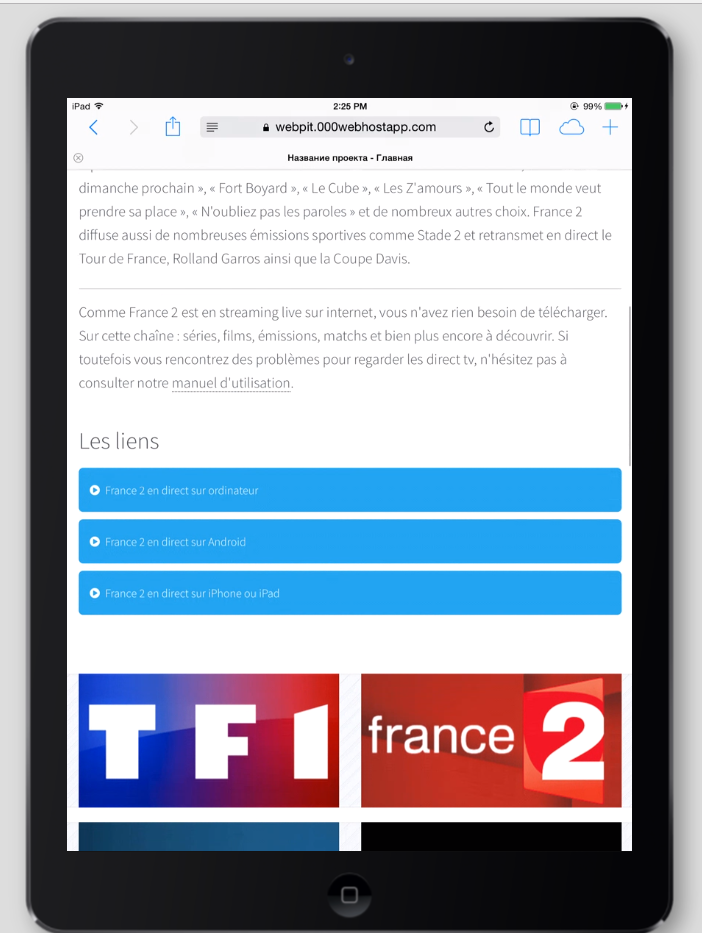 iPad
2:25 PM
99%
webpit.000webhostapp.com
Название проекта - Главная
dimanche prochain », « Fort Boyard », « Le Cube », « Les Z'amours », « Tout le monde veut
prendre sa place », « N'oubliez pas les paroles » et de nombreux autres choix. France 2
diffuse aussi de nombreuses émissions sportives comme Stade 2 et retransmet en direct le
Tour de France, Rolland Garros ainsi que la Coupe Davis.
Comme France 2 est en streaming live sur internet, vous n'avez rien besoin de télécharger.
Sur cette chaîne : séries, films, émissions, matchs et bien plus encore à découvrir. Si
toutefois vous rencontrez des problèmes pour regarder les direct tv, n'hésitez pas à
consulter notre manuel d'utilisation.
Les liens
France 2 en direct sur ordinateur
France 2 en direct sur Android
France 2 en direct sur iPhone ou iPad
TF1
france 2